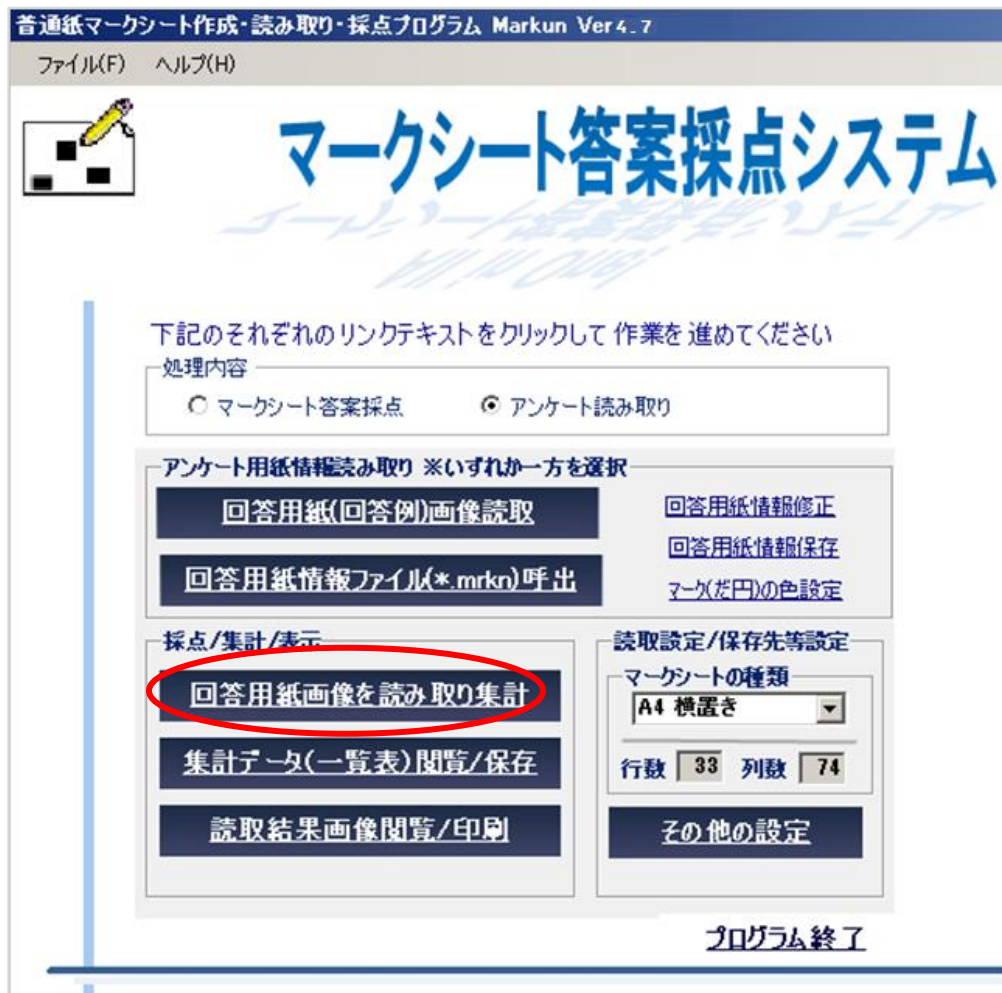 普通紙マークシート作成・読み取り・採点プログラム Markun Ver4.7
ファイル(F) ヘルプ(H)
マークシート答案採点システム
下記のそれぞれのリンクテキストをクリックして作業を進めてください
処理内容
マークシート答案採点 アンケート読み取り
アンケート用紙情報読み取り ※いずれか一方を選択
回答用紙(回答例)画像読取
回答用紙情報修正
回答用紙情報保存
回答用紙情報ファイル(*.mrkn)呼出
マーク(だ円)の色設定
採点/集計/表示
読取設定/保存先等設定
マークシートの種類
回答用紙画像を読み取り集計
A4 横置き
集計データ(一覧表)閲覧/保存
行数 33 列数 74
読取結果画像閲覧/印刷
その他の設定
プログラム終了